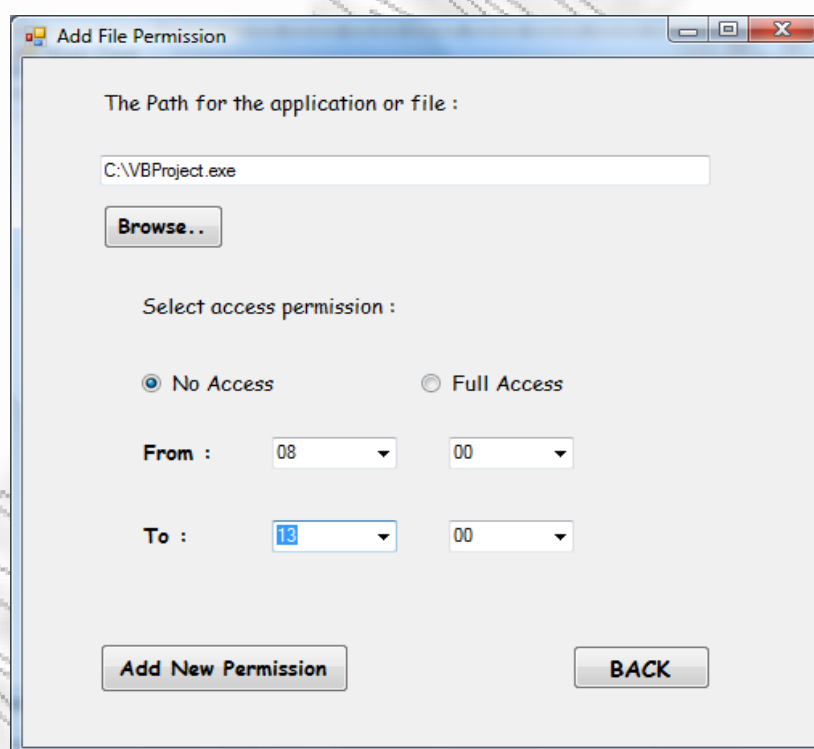 Add File Permission
The Path for the application or file :
C:\VBProject.exe
Browse..
Select access permission :
No Access Full Access
From : 08 00
To : 13 00
Add New Permission BACK